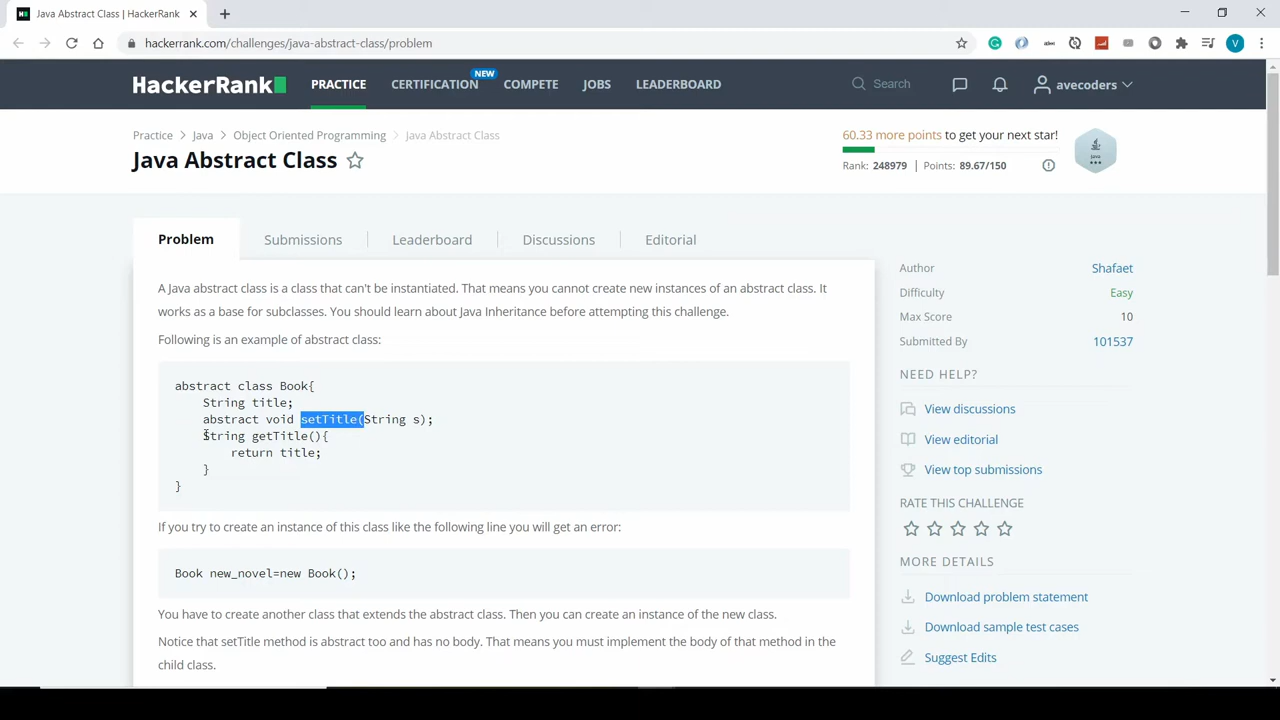 Java Abstract Class | HackerRank
hackerrank.com/challenges/java-abstract-class/problem
V
HackerRank
PRACTICE
CERTIFICATION
NEW
COMPETE
JOBS
LEADERBOARD
Search
avecoders
Practice > Java > Object Oriented Programming > Java Abstract Class
Java Abstract Class
60.33 more points to get your next star!
Rank: 248979 | Points: 89.67/150
java
Problem
Submissions
Leaderboard
Discussions
Editorial
A Java abstract class is a class that can't be instantiated. That means you cannot create new instances of an abstract class. It
works as a base for subclasses. You should learn about Java Inheritance before attempting this challenge.
Following is an example of abstract class:
abstract class Book{
String title;
abstract void setTitle(String s);
String getTitle(){
return title;
}
}
If you try to create an instance of this class like the following line you will get an error:
Book new_novel=new Book();
You have to create another class that extends the abstract class. Then you can create an instance of the new class.
Notice that setTitle method is abstract too and has no body. That means you must implement the body of that method in the
child class.
Author Shafaet
Difficulty Easy
Max Score 10
Submitted By 101537
NEED HELP?
View discussions
View editorial
View top submissions
RATE THIS CHALLENGE
MORE DETAILS
Download problem statement
Download sample test cases
Suggest Edits